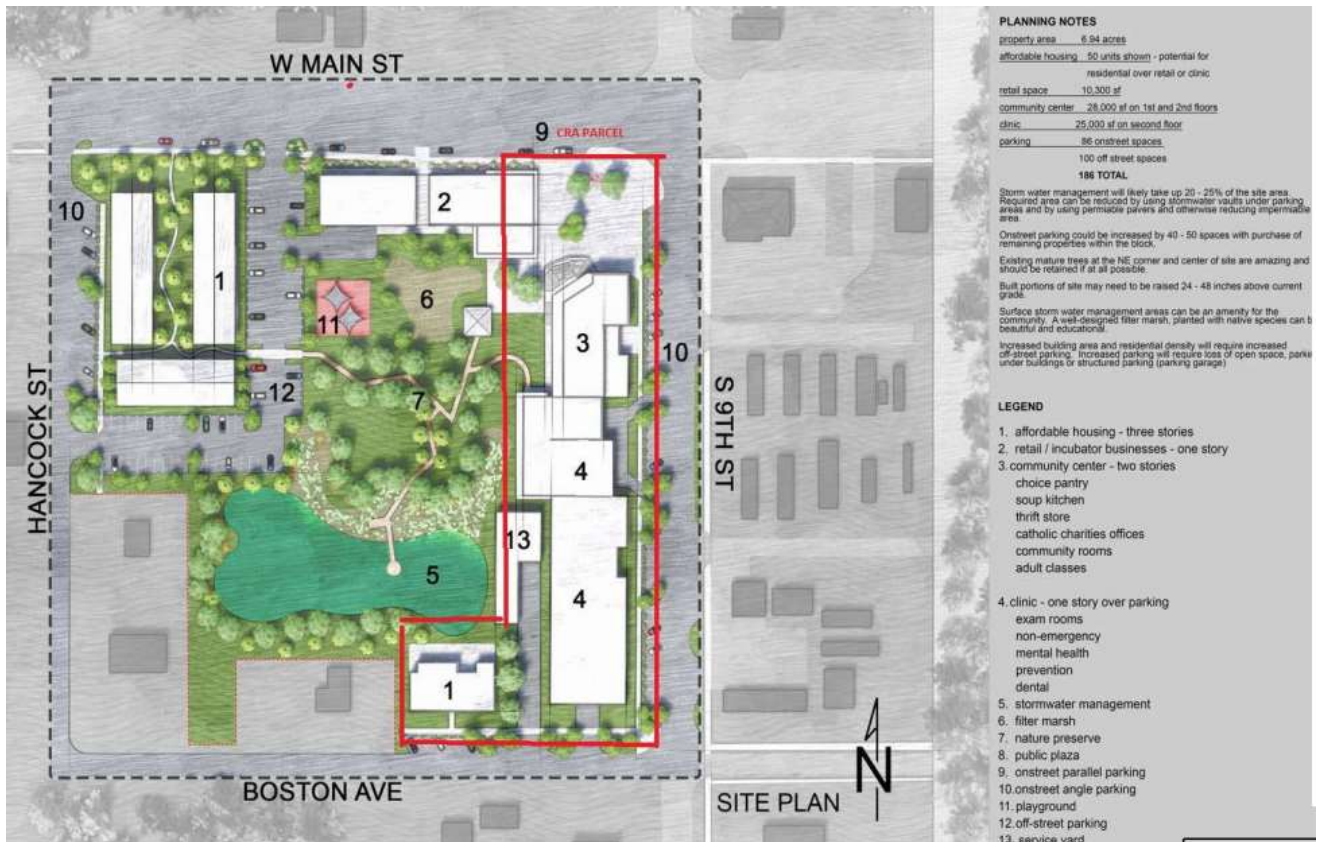 W MAIN ST
9 CRA PARCEL
10
2
1
6
11
3
10
12
7
4
S 9TH ST
HANCOCK ST
13
5
4
1
BOSTON AVE
N
SITE PLAN
PLANNING NOTES
property area 6.94 acres
affordable housing 50 units shown - potential for
residential over retail or clinic
retail space 10,300 sf
community center 28,000 sf on 1st and 2nd floors
clinic 25,000 sf on second floor
parking 86 onstreet spaces
100 off street spaces
186 TOTAL
Storm water management will likely take up 20 - 25% of the site area.
Required area can be reduced by using stormwater vaults under parking
areas and by using permiable pavers and otherwise reducing impermiable
area.
Onstreet parking could be increased by 40 - 50 spaces with purchase of
remaining properties within the block.
Existing mature trees at the NE corner and center of site are amazing and
should be retained if at all possible.
Built portions of site may need to be raised 24 - 48 inches above current
grade.
Surface storm water management areas can be an amenity for the
community. A well-designed filter marsh, planted with native species can b
beautiful and educational.
Increased building area and residential density will require increased
off-street parking. Increased parking will require loss of open space, parke
under buildings or structured parking (parking garage)
LEGEND
1. affordable housing - three stories
2. retail / incubator businesses - one story
3. community center - two stories
choice pantry
soup kitchen
thrift store
catholic charities offices
community rooms
adult classes
4. clinic - one story over parking
exam rooms
non-emergency
mental health
prevention
dental
5. stormwater management
6. filter marsh
7. nature preserve
8. public plaza
9. onstreet parallel parking
10. onstreet angle parking
11. playground
12. off-street parking
13. service yard